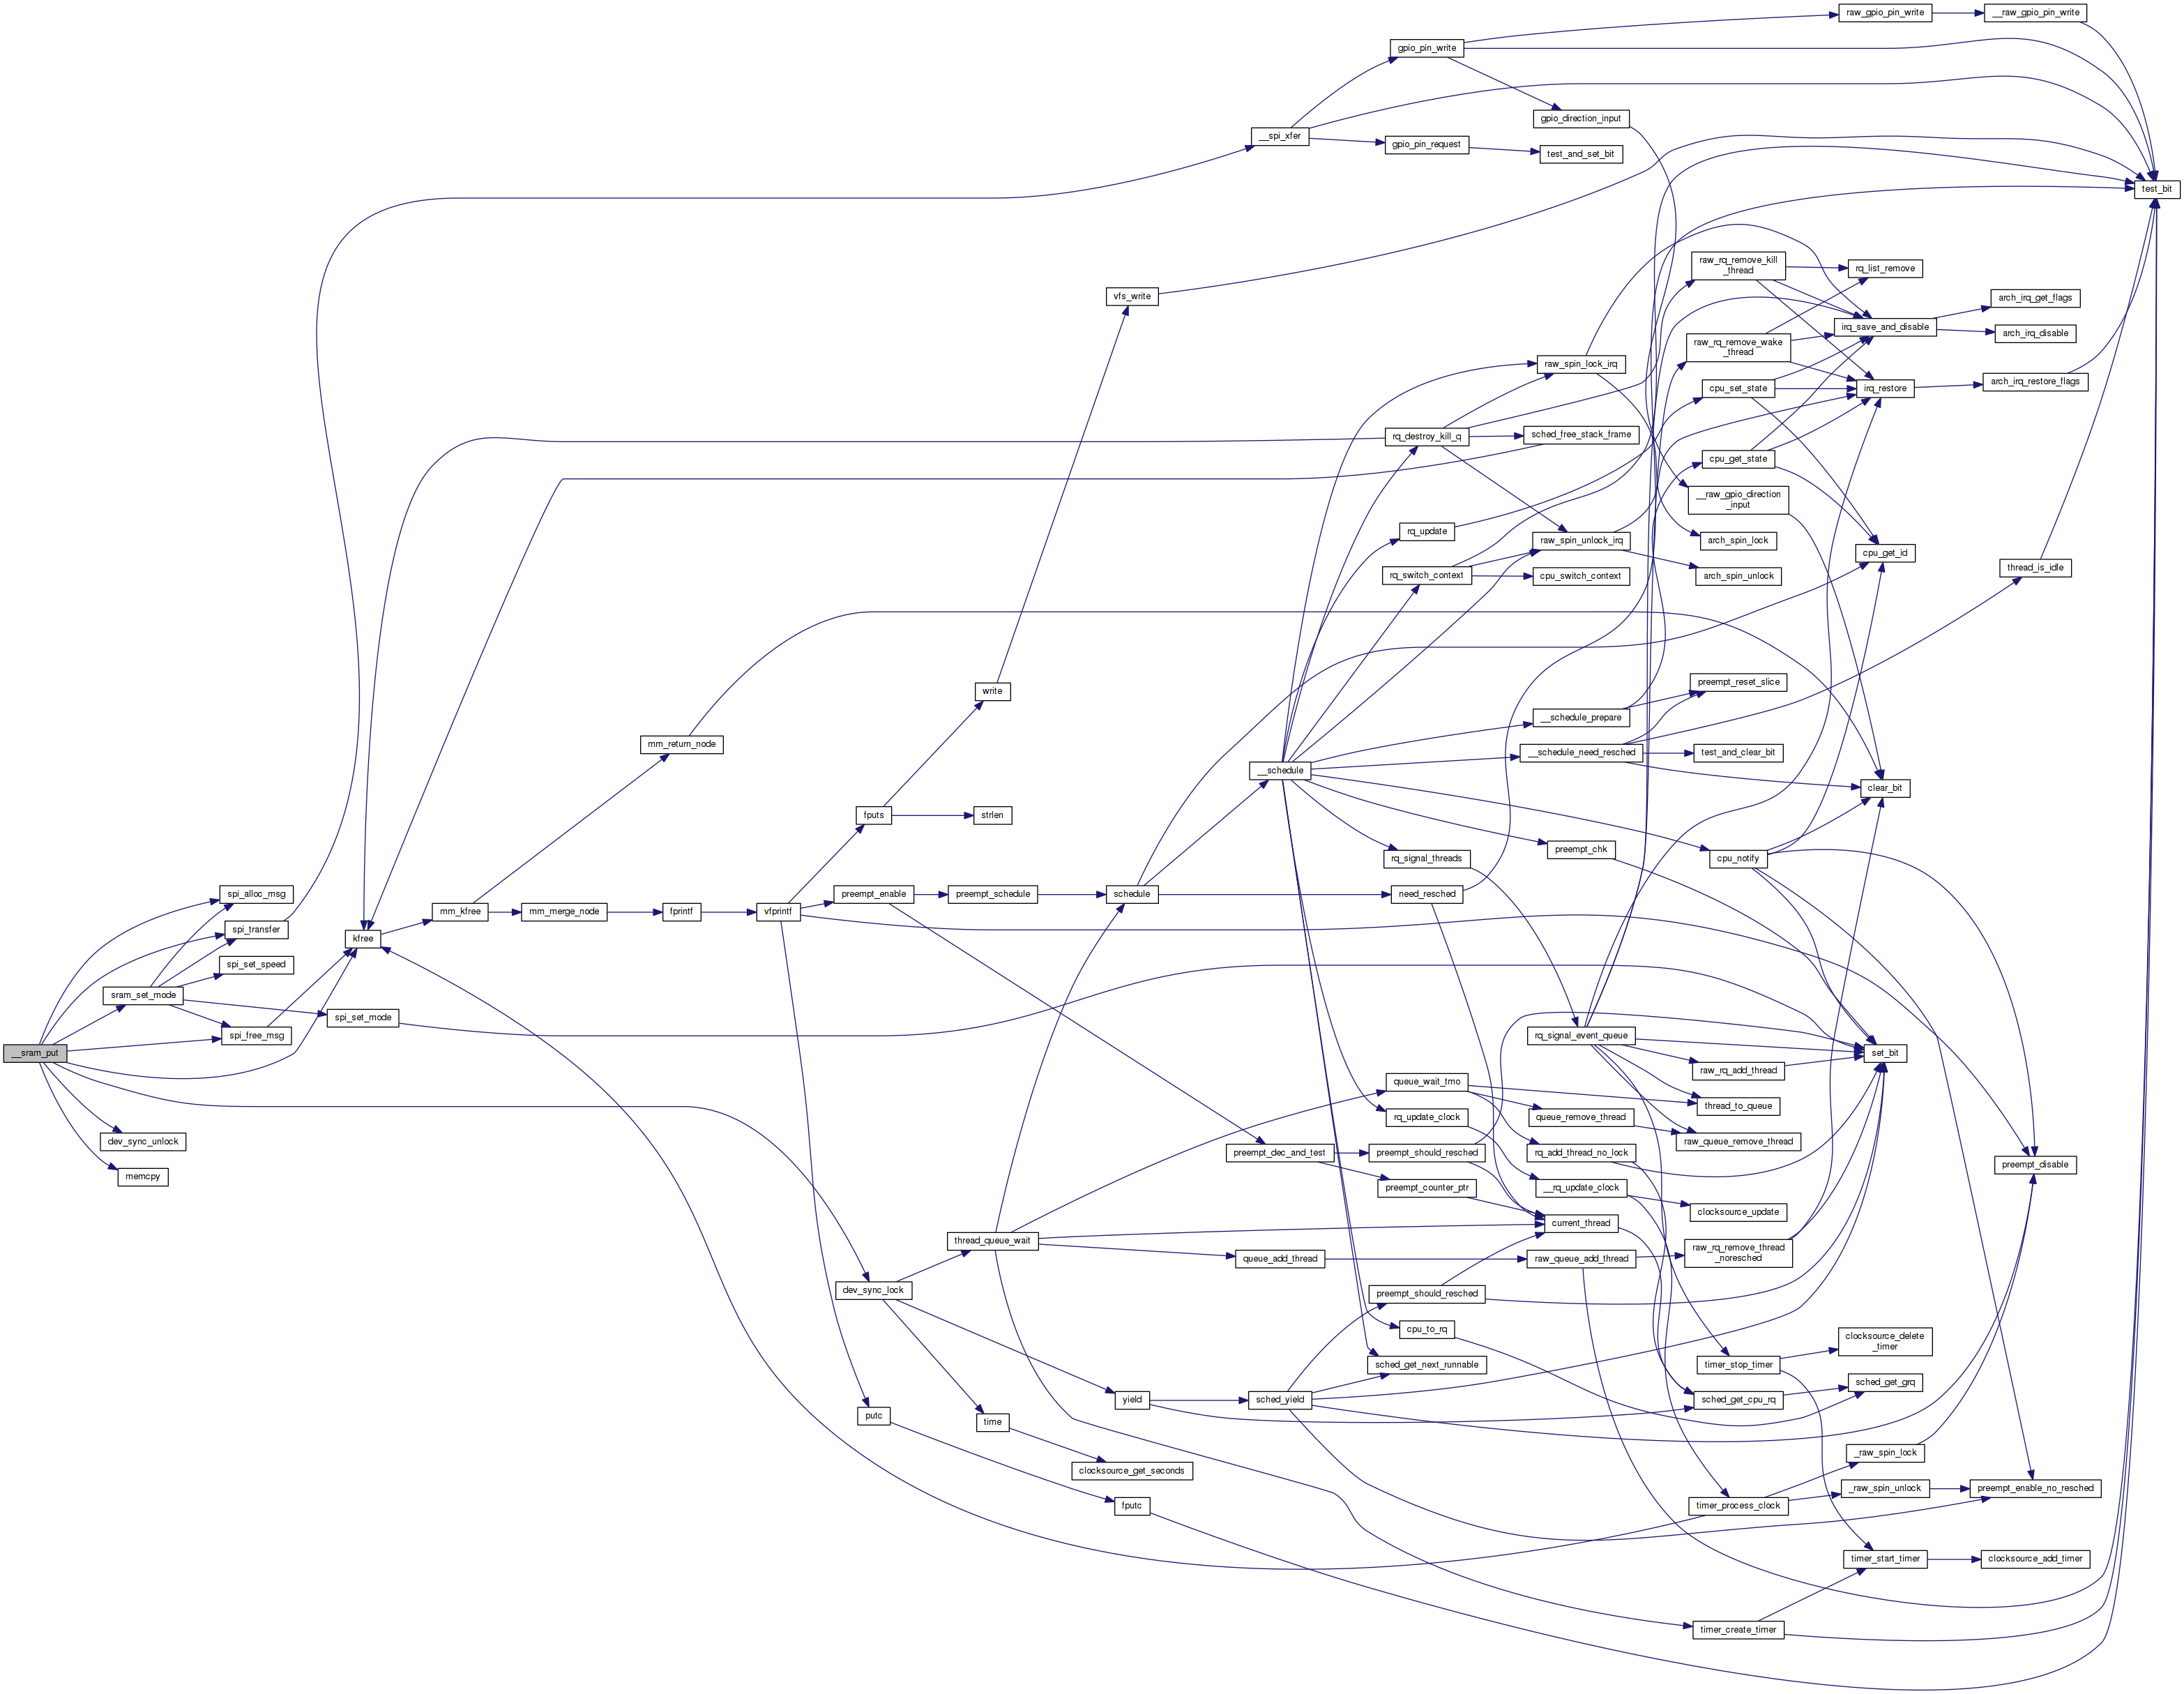 __sram_put
spi_alloc_msg
spi_transfer
spi_set_speed
sram_set_mode
spi_free_msg
dev_sync_unlock
memcpy
kfree
spi_set_mode
mm_kfree
mm_return_node
mm_merge_node
fprintf
vfprintf
fputs
preempt_enable
dev_sync_lock
putc
write
strlen
preempt_schedule
thread_queue_wait
time
vfs_write
schedule
yield
clocksource_get_seconds
fputc
__spi_xfer
__schedule
preempt_dec_and_test
queue_add_thread
sched_yield
gpio_pin_write
gpio_pin_request
rq_destroy_kill_q
rq_update
rq_switch_context
rq_signal_threads
need_resched
queue_wait_tmo
rq_update_clock
preempt_should_resched
preempt_counter_ptr
preempt_should_resched
cpu_to_rq
sched_get_next_runnable
gpio_direction_input
test_and_set_bit
raw_spin_lock_irq
sched_free_stack_frame
raw_spin_unlock_irq
cpu_switch_context
__schedule_prepare
__schedule_need_resched
preempt_chk
rq_signal_event_queue
queue_remove_thread
rq_add_thread_no_lock
__rq_update_clock
current_thread
raw_queue_add_thread
raw_rq_remove_kill
_thread
raw_rq_remove_wake
_thread
cpu_set_state
cpu_get_state
__raw_gpio_direction
_input
arch_spin_lock
arch_spin_unlock
preempt_reset_slice
test_and_clear_bit
cpu_notify
raw_rq_add_thread
thread_to_queue
raw_queue_remove_thread
clocksource_update
raw_rq_remove_thread
_noresched
timer_stop_timer
sched_get_cpu_rq
timer_process_clock
timer_create_timer
raw_gpio_pin_write
rq_list_remove
irq_save_and_disable
irq_restore
cpu_get_id
clear_bit
set_bit
clocksource_delete
_timer
sched_get_grq
_raw_spin_lock
_raw_spin_unlock
timer_start_timer
__raw_gpio_pin_write
arch_irq_get_flags
arch_irq_disable
arch_irq_restore_flags
thread_is_idle
preempt_disable
preempt_enable_no_resched
clocksource_add_timer
test_bit